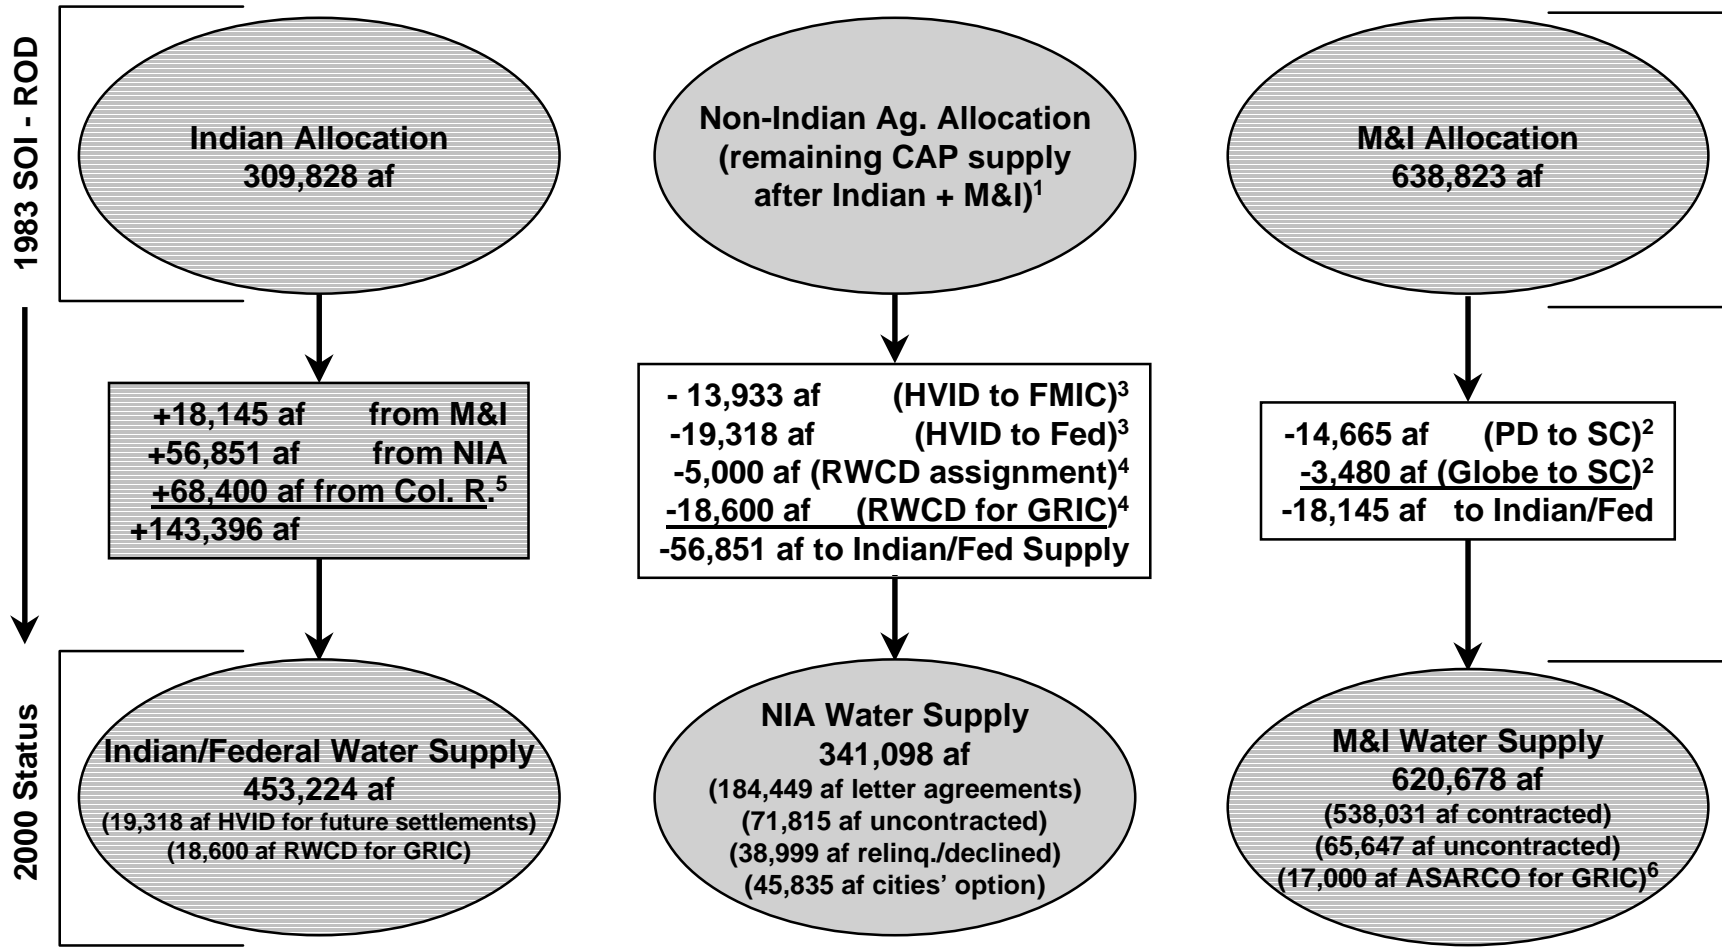 1983 SOI - ROD
Indian Allocation
309,828 af
Non-Indian Ag. Allocation
(remaining CAP supply
after Indian + M&I)¹
M&I Allocation
638,823 af
+18,145 af from M&I
+56,851 af from NIA
+68,400 af from Col. R.⁵
+143,396 af
- 13,933 af (HVID to FMIC)³
-19,318 af (HVID to Fed)³
-5,000 af (RWCD assignment)⁴
-18,600 af (RWCD for GRIC)⁴
-56,851 af to Indian/Fed Supply
-14,665 af (PD to SC)²
-3,480 af (Globe to SC)²
-18,145 af to Indian/Fed
2000 Status
Indian/Federal Water Supply
453,224 af
(19,318 af HVID for future settlements)
(18,600 af RWCD for GRIC)
NIA Water Supply
341,098 af
(184,449 af letter agreements)
(71,815 af uncontracted)
(38,999 af relinq./declined)
(45,835 af cities’ option)
M&I Water Supply
620,678 af
(538,031 af contracted)
(65,647 af uncontracted)
(17,000 af ASARCO for GRIC)⁶